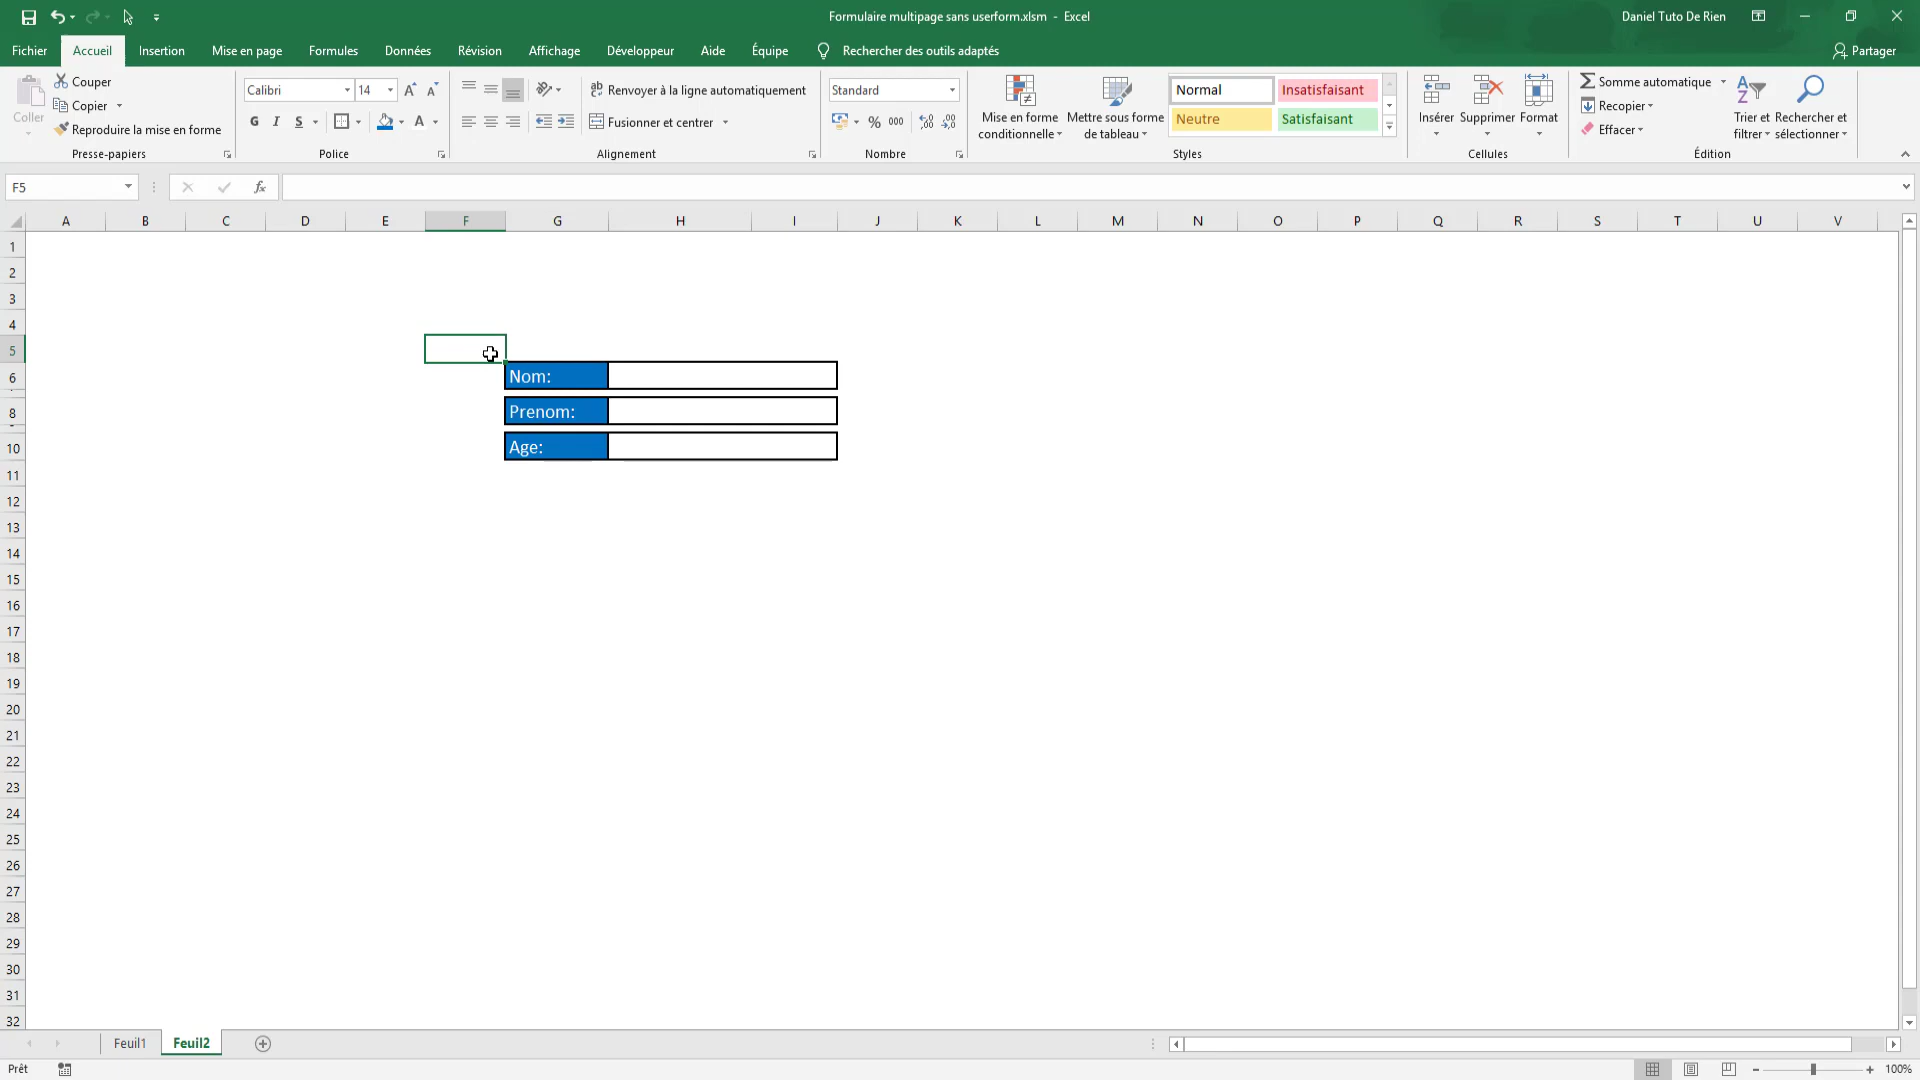 Formulaire multipage sans userform.xlsm - Excel
Daniel Tuto De Rien
Fichier Accueil Insertion Mise en page Formules Données Révision Affichage Développeur Aide Équipe Rechercher des outils adaptés Partager
Coller
Couper
Copier
Reproduire la mise en forme
Presse-papiers
Calibri 14
G I S A
Police
Renvoyer à la ligne automatiquement
Fusionner et centrer
Alignement
Standard
% 000
Nombre
Mise en forme conditionnelle
Mettre sous forme de tableau
Normal Insatisfaisant
Neutre Satisfaisant
Styles
Insérer Supprimer Format
Cellules
Somme automatique
Recopier
Effacer
Trier et filtrer
Rechercher et sélectionner
Édition
F5 fx
A B C D E F G H I J K L M N O P Q R S T U V
1
2
3
4
5
6 Nom:
8 Prenom:
10 Age:
11
12
13
14
15
16
17
18
19
20
21
22
23
24
25
26
27
28
29
30
31
32
Feuil1 Feuil2
Prêt
100%